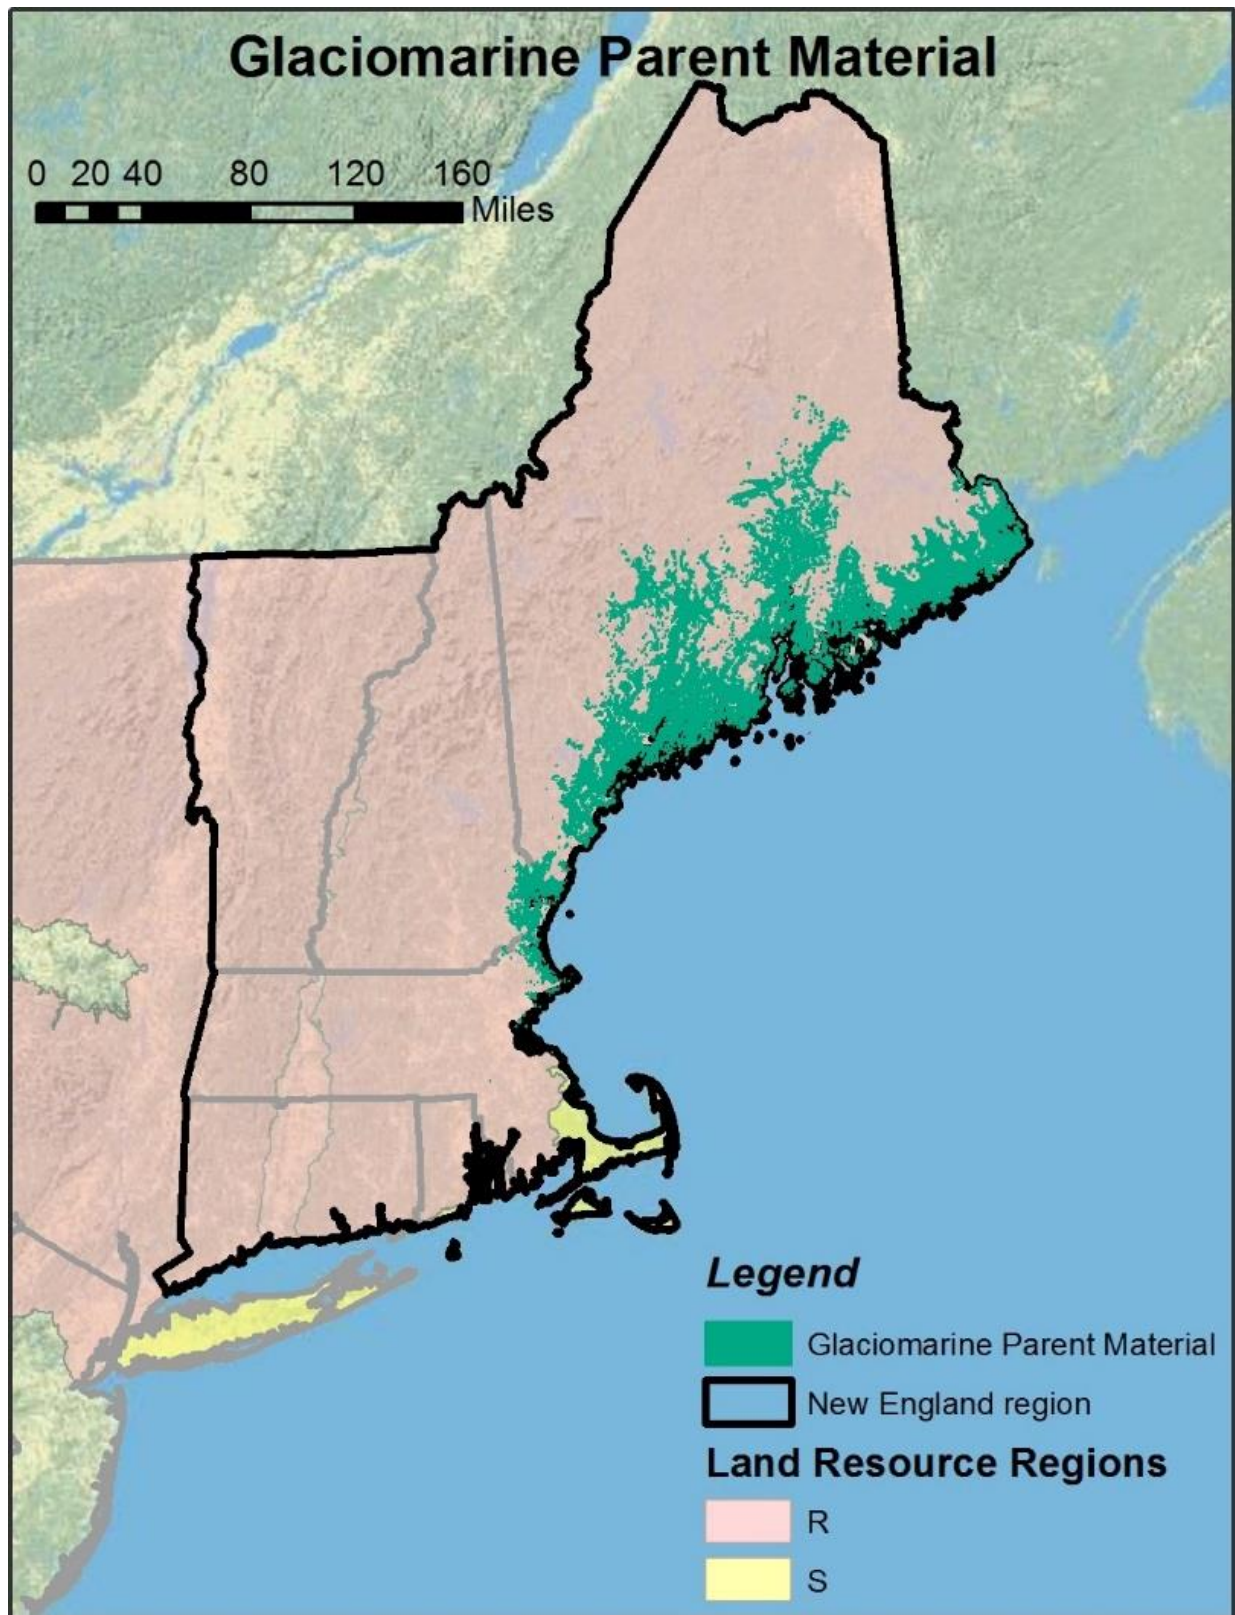 Glaciomarine Parent Material
0 20 40 80 120 160
Miles
Legend
Glaciomarine Parent Material
New England region
Land Resource Regions
R
S